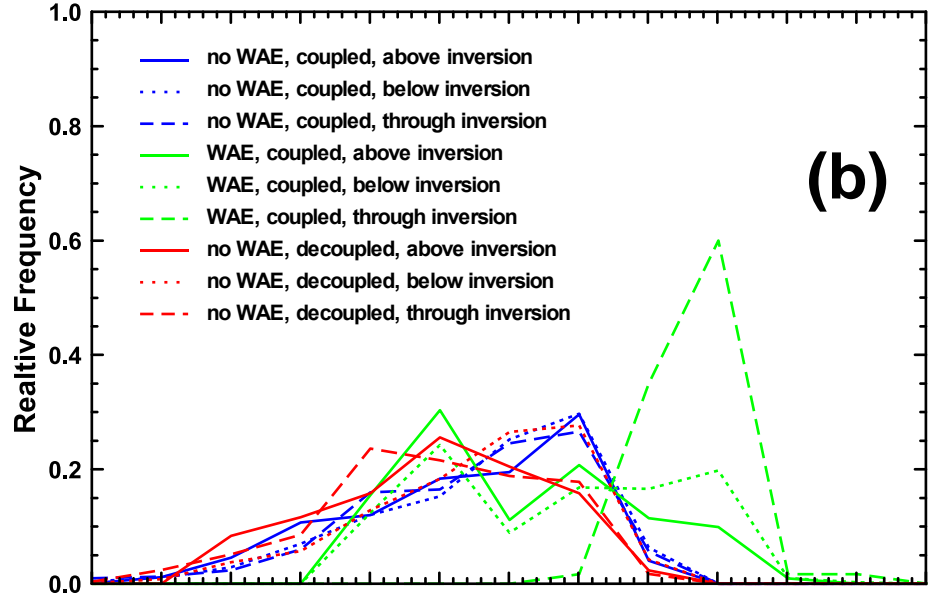 1.0
no WAE, coupled, above inversion
no WAE, coupled, below inversion
no WAE, coupled, through inversion
WAE, coupled, above inversion
WAE, coupled, below inversion
WAE, coupled, through inversion
no WAE, decoupled, above inversion
no WAE, decoupled, below inversion
no WAE, decoupled, through inversion
(b)
0.8
0.6
0.4
0.2
0.0
Realtive Frequency